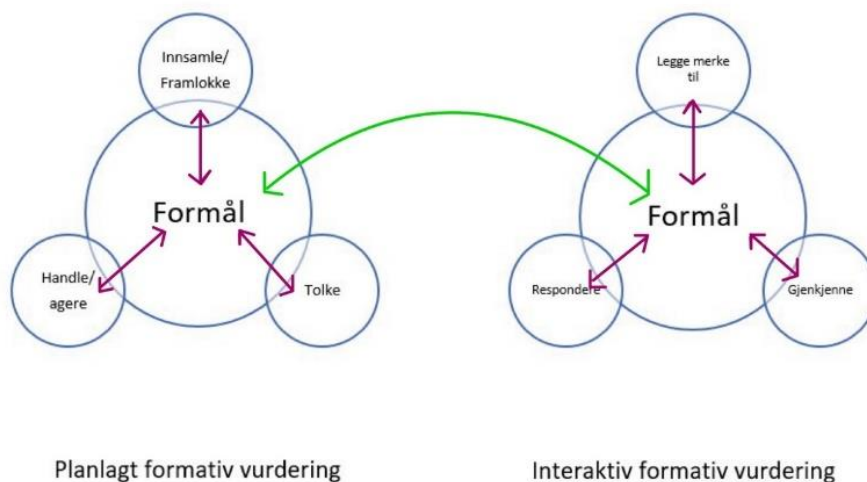 Innsamle/
Framlokke
Formål
Handle/
agere
Tolke
Planlagt formativ vurdering
Legge merke
til
Formål
Respondere
Gjenkjenne
Interaktiv formativ vurdering